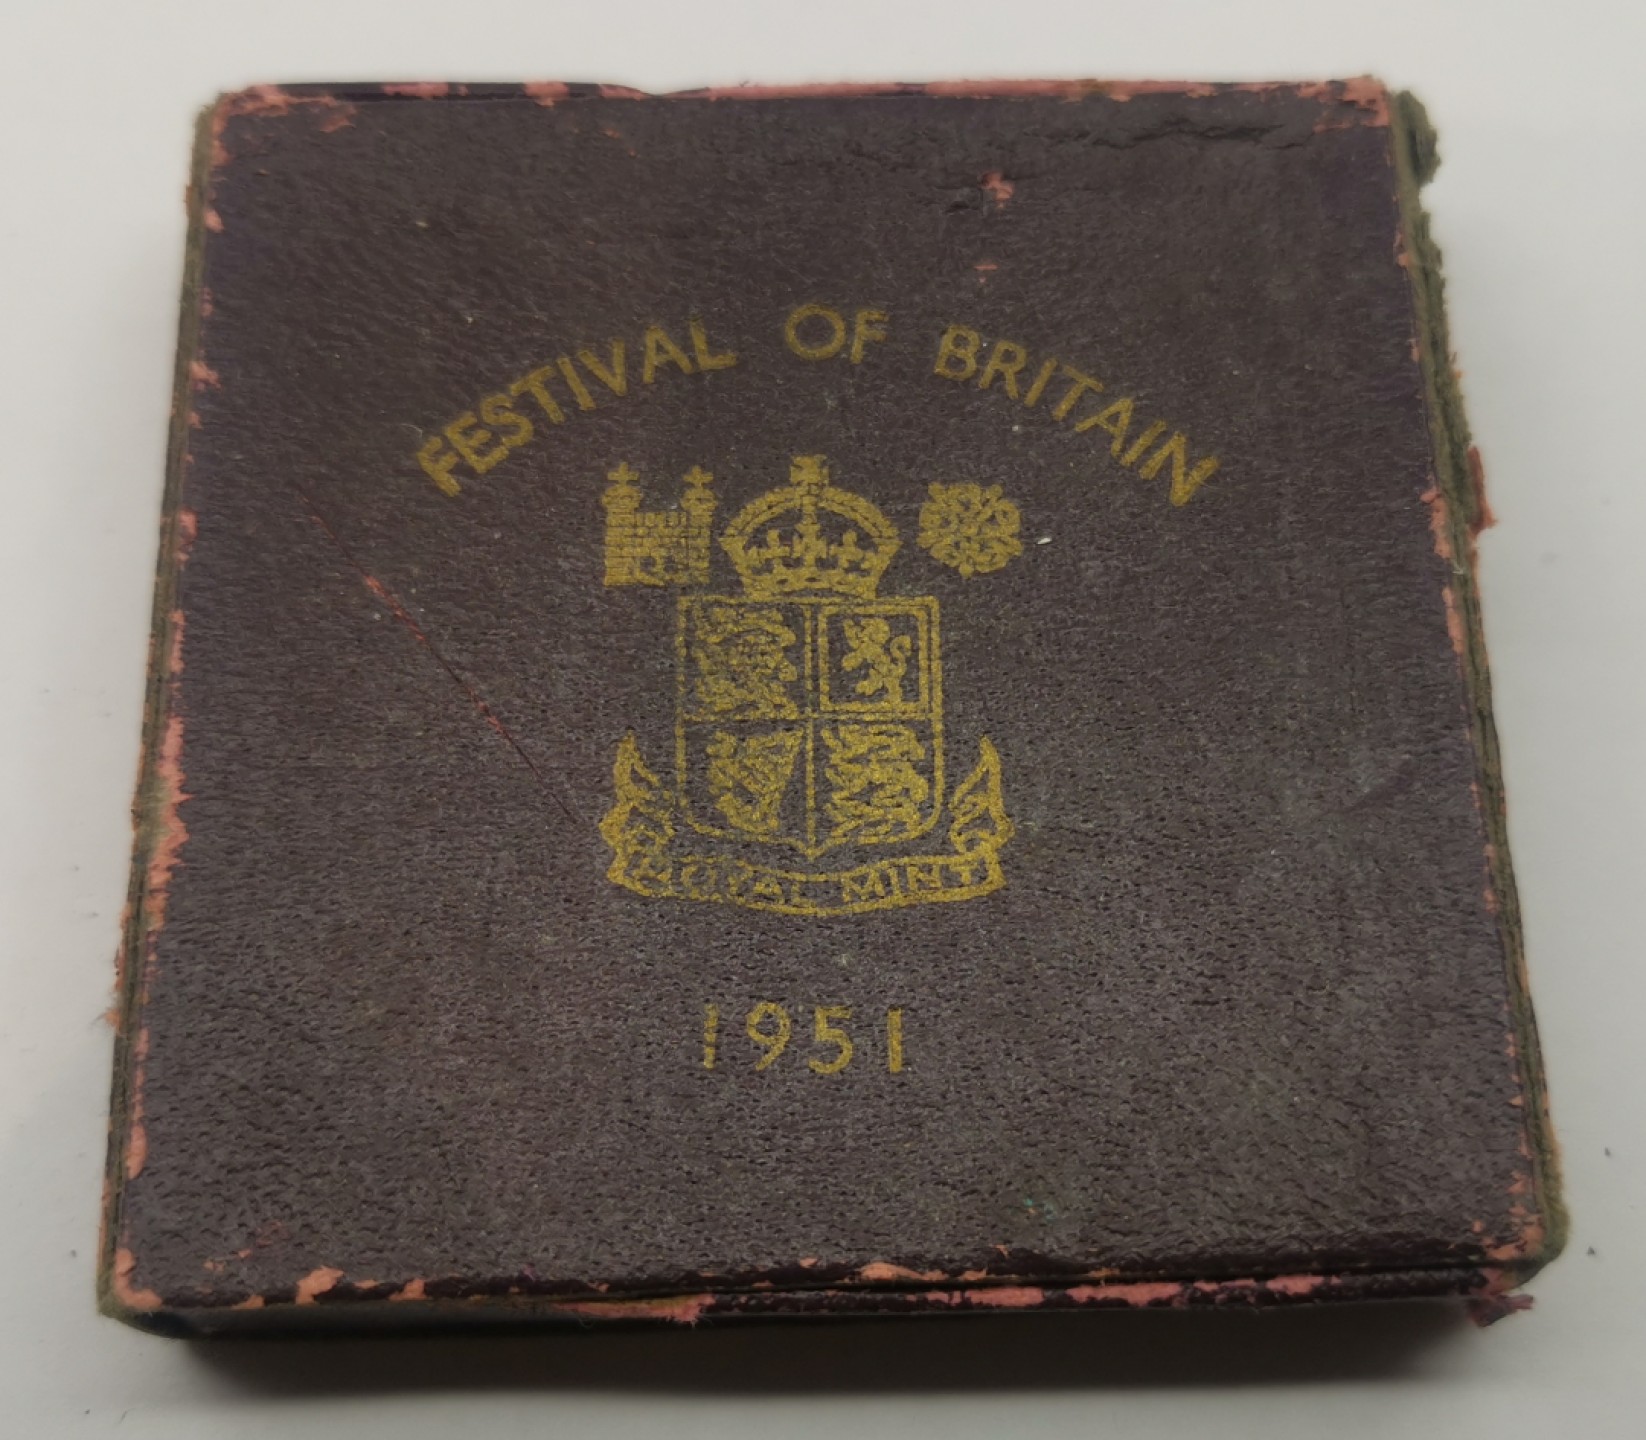 FESTIVAL OF BRITAIN
ROYAL MINT
1951